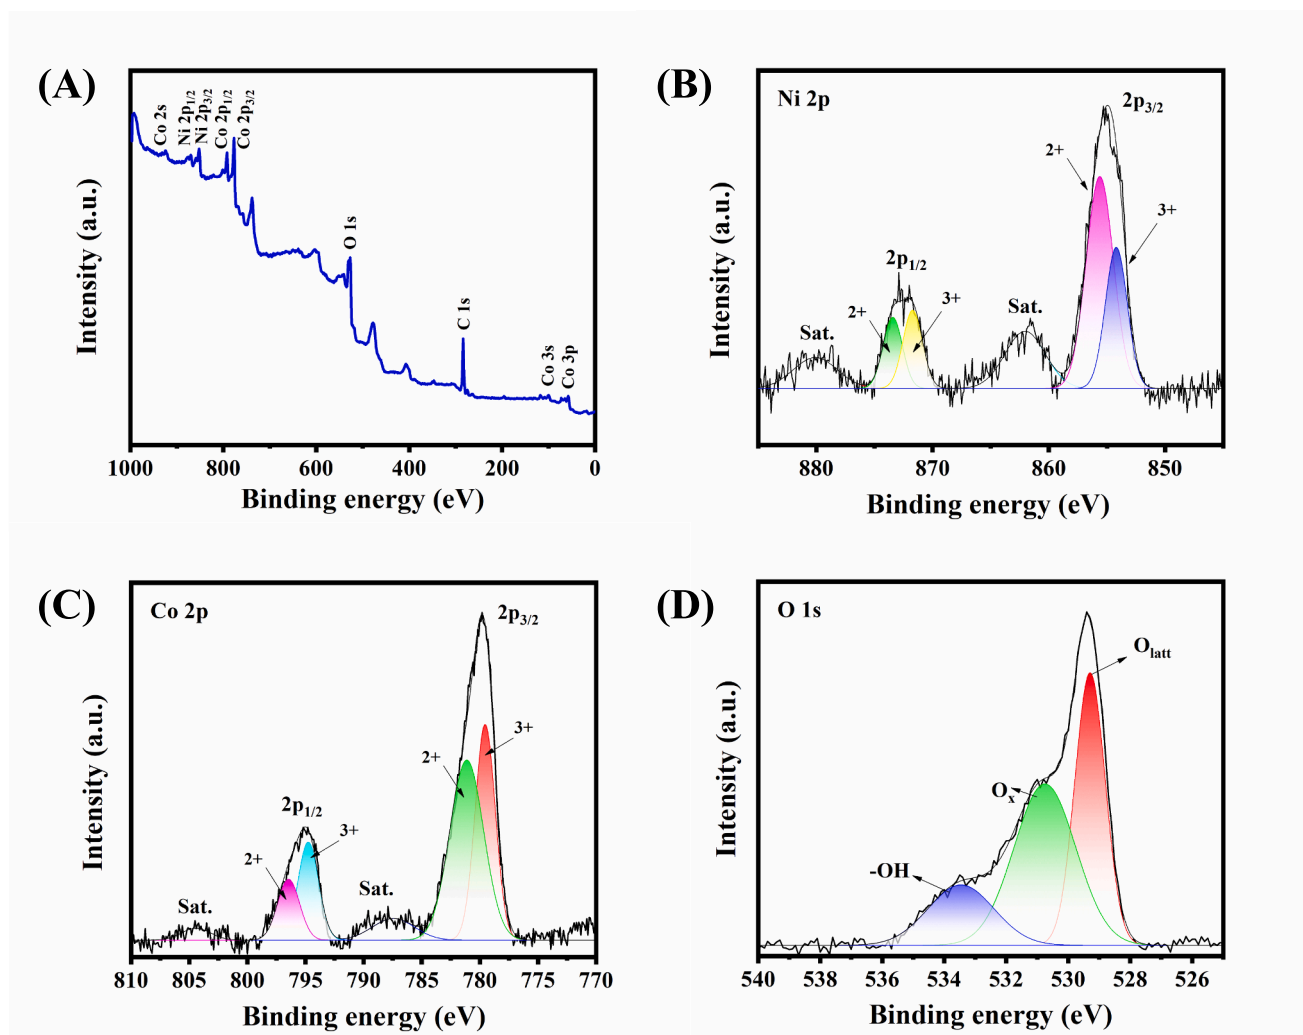 (A)
Co 2s
Ni 2p1/2
Ni 2p3/2
Co 2p1/2
Co 2p3/2
O 1s
C 1s
Co 3s
Co 3p
Intensity (a.u.)
1000 800 600 400 200 0
Binding energy (eV)
(B)
Ni 2p
2p3/2
2+
3+
2p1/2
2+
3+
Sat.
Sat.
Intensity (a.u.)
880 870 860 850
Binding energy (eV)
(C)
Co 2p
2p3/2
3+
2+
2p1/2
3+
2+
Sat.
Sat.
Intensity (a.u.)
810 805 800 795 790 785 780 775 770
Binding energy (eV)
(D)
O 1s
Olatt
Ox
-OH
Intensity (a.u.)
540 538 536 534 532 530 528 526
Binding energy (eV)